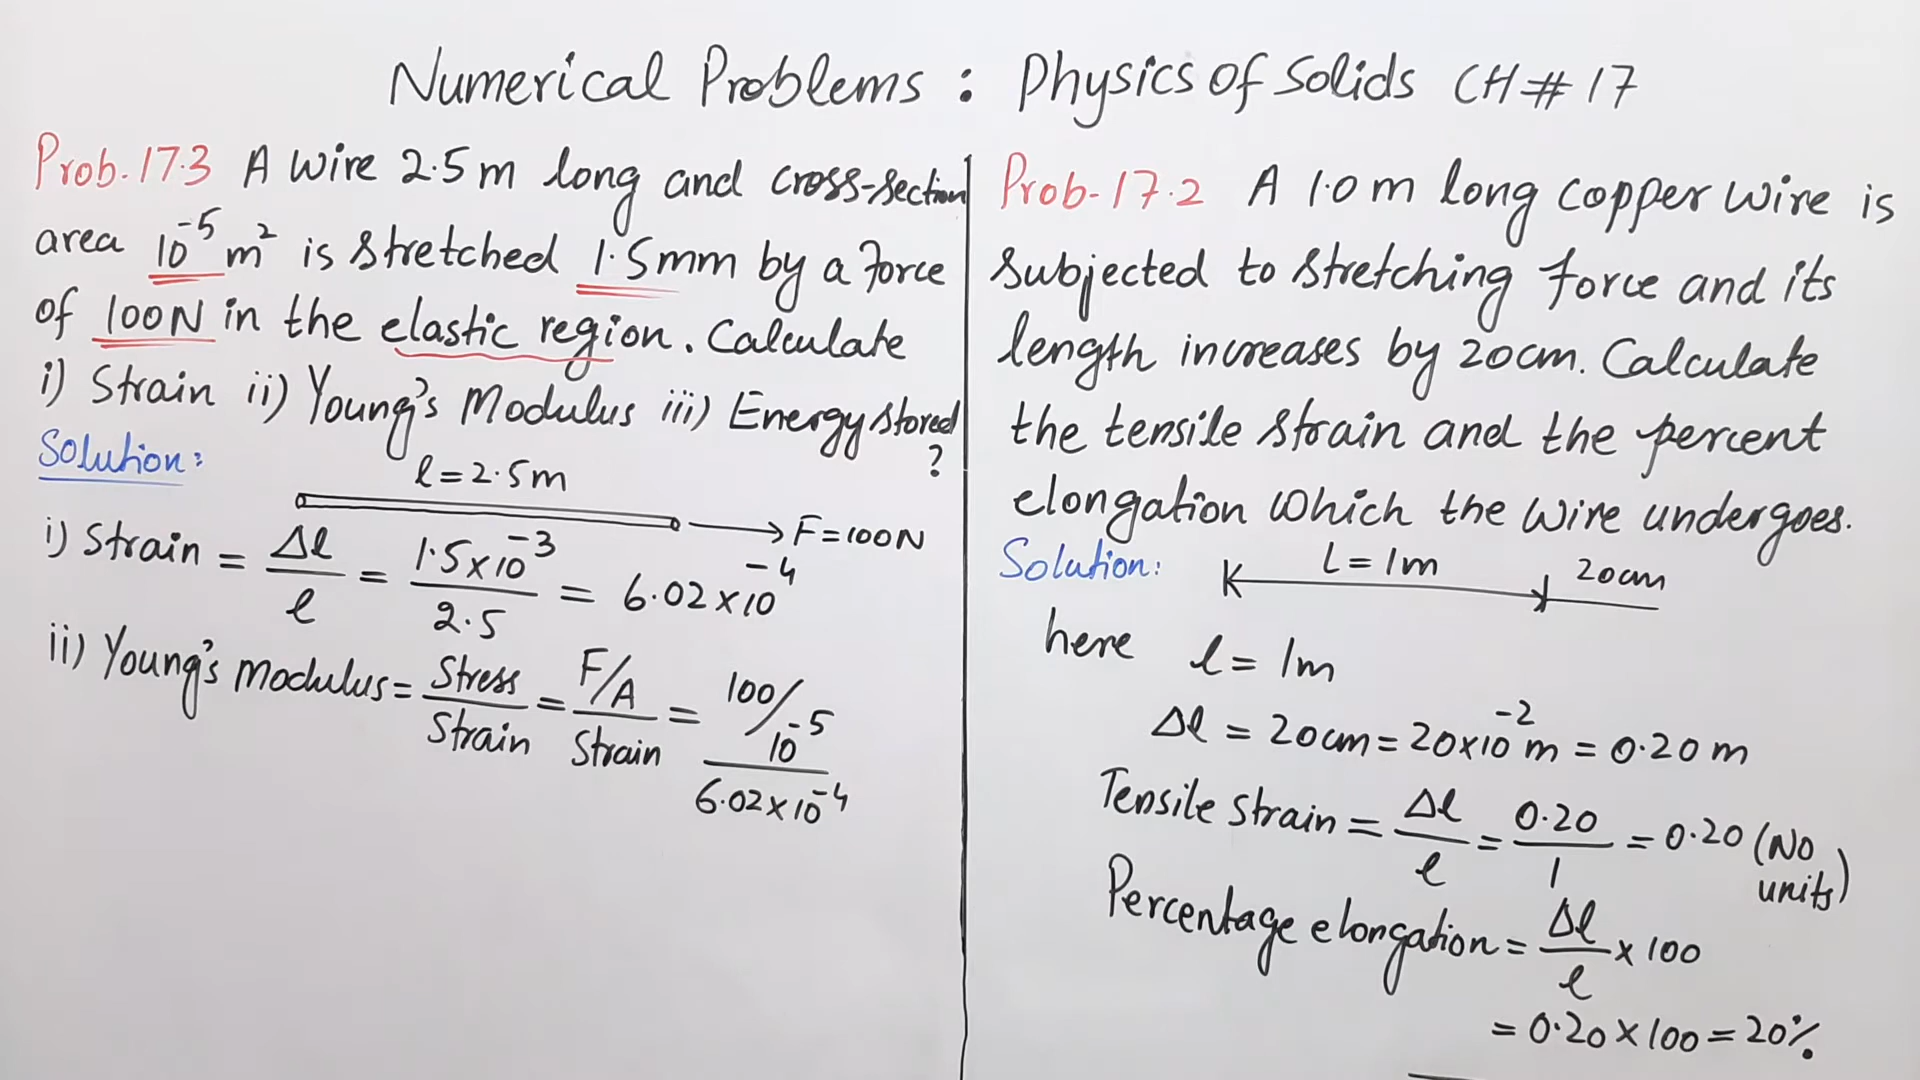 Numerical Problems : Physics of Solids CH# 17
Prob. 17.3 A wire 2.5 m long and cross-section
area 10⁻⁵ m² is stretched 1.5mm by a force
of 100N in the elastic region. Calculate
i) Strain ii) Young's Modulus iii) Energy stored
?
Solution:
l = 2.5m
F = 100N
i) Strain = Δl/l = 1.5×10⁻³/2.5 = 6.02×10⁻⁴
ii) Young's Modulus = Stress/Strain = F/A/Strain = 100/10⁻⁵/6.02×10⁻⁴
Prob-17.2 A 1.0 m long copper wire is
subjected to stretching force and its
length increases by 20cm. Calculate
the tensile strain and the percent
elongation which the wire undergoes.
Solution:
L = 1m 20cm
here l = 1m
Δl = 20cm = 20×10⁻² m = 0.20 m
Tensile strain = Δl/l = 0.20/1 = 0.20 (No units)
Percentage elongation = Δl/l × 100
= 0.20 × 100 = 20%